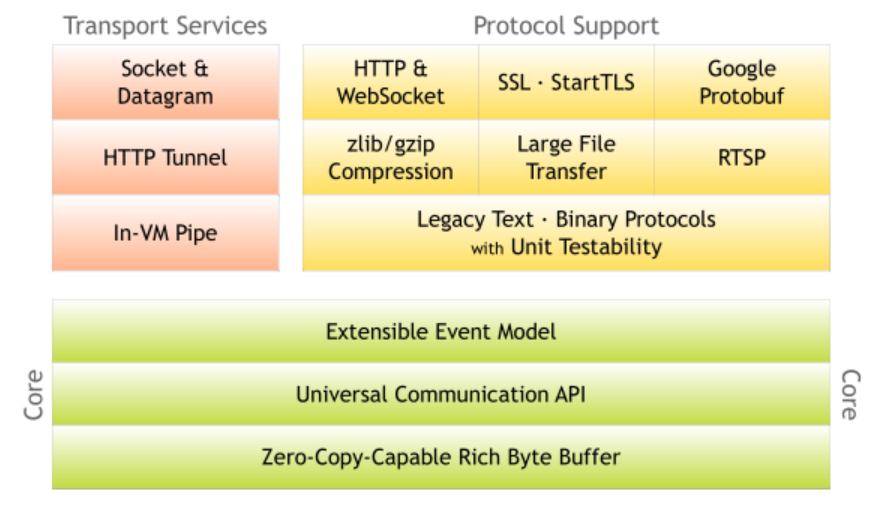 Transport Services
Socket &
Datagram
HTTP Tunnel
In-VM Pipe
Protocol Support
HTTP &
WebSocket
SSL · StartTLS
Google
Protobuf
zlib/gzip
Compression
Large File
Transfer
RTSP
Legacy Text · Binary Protocols
with Unit Testability
Core
Extensible Event Model
Universal Communication API
Zero-Copy-Capable Rich Byte Buffer
Core